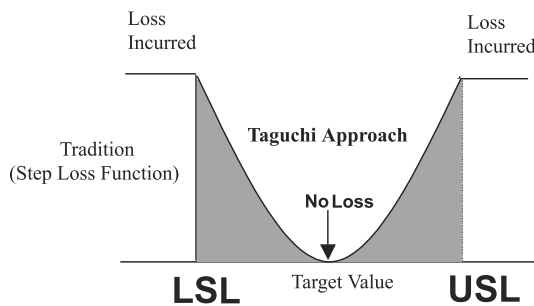 Loss
Incurred
Loss
Incurred
Taguchi Approach
Tradition
(Step Loss Function)
No Loss
LSL
Target Value
USL